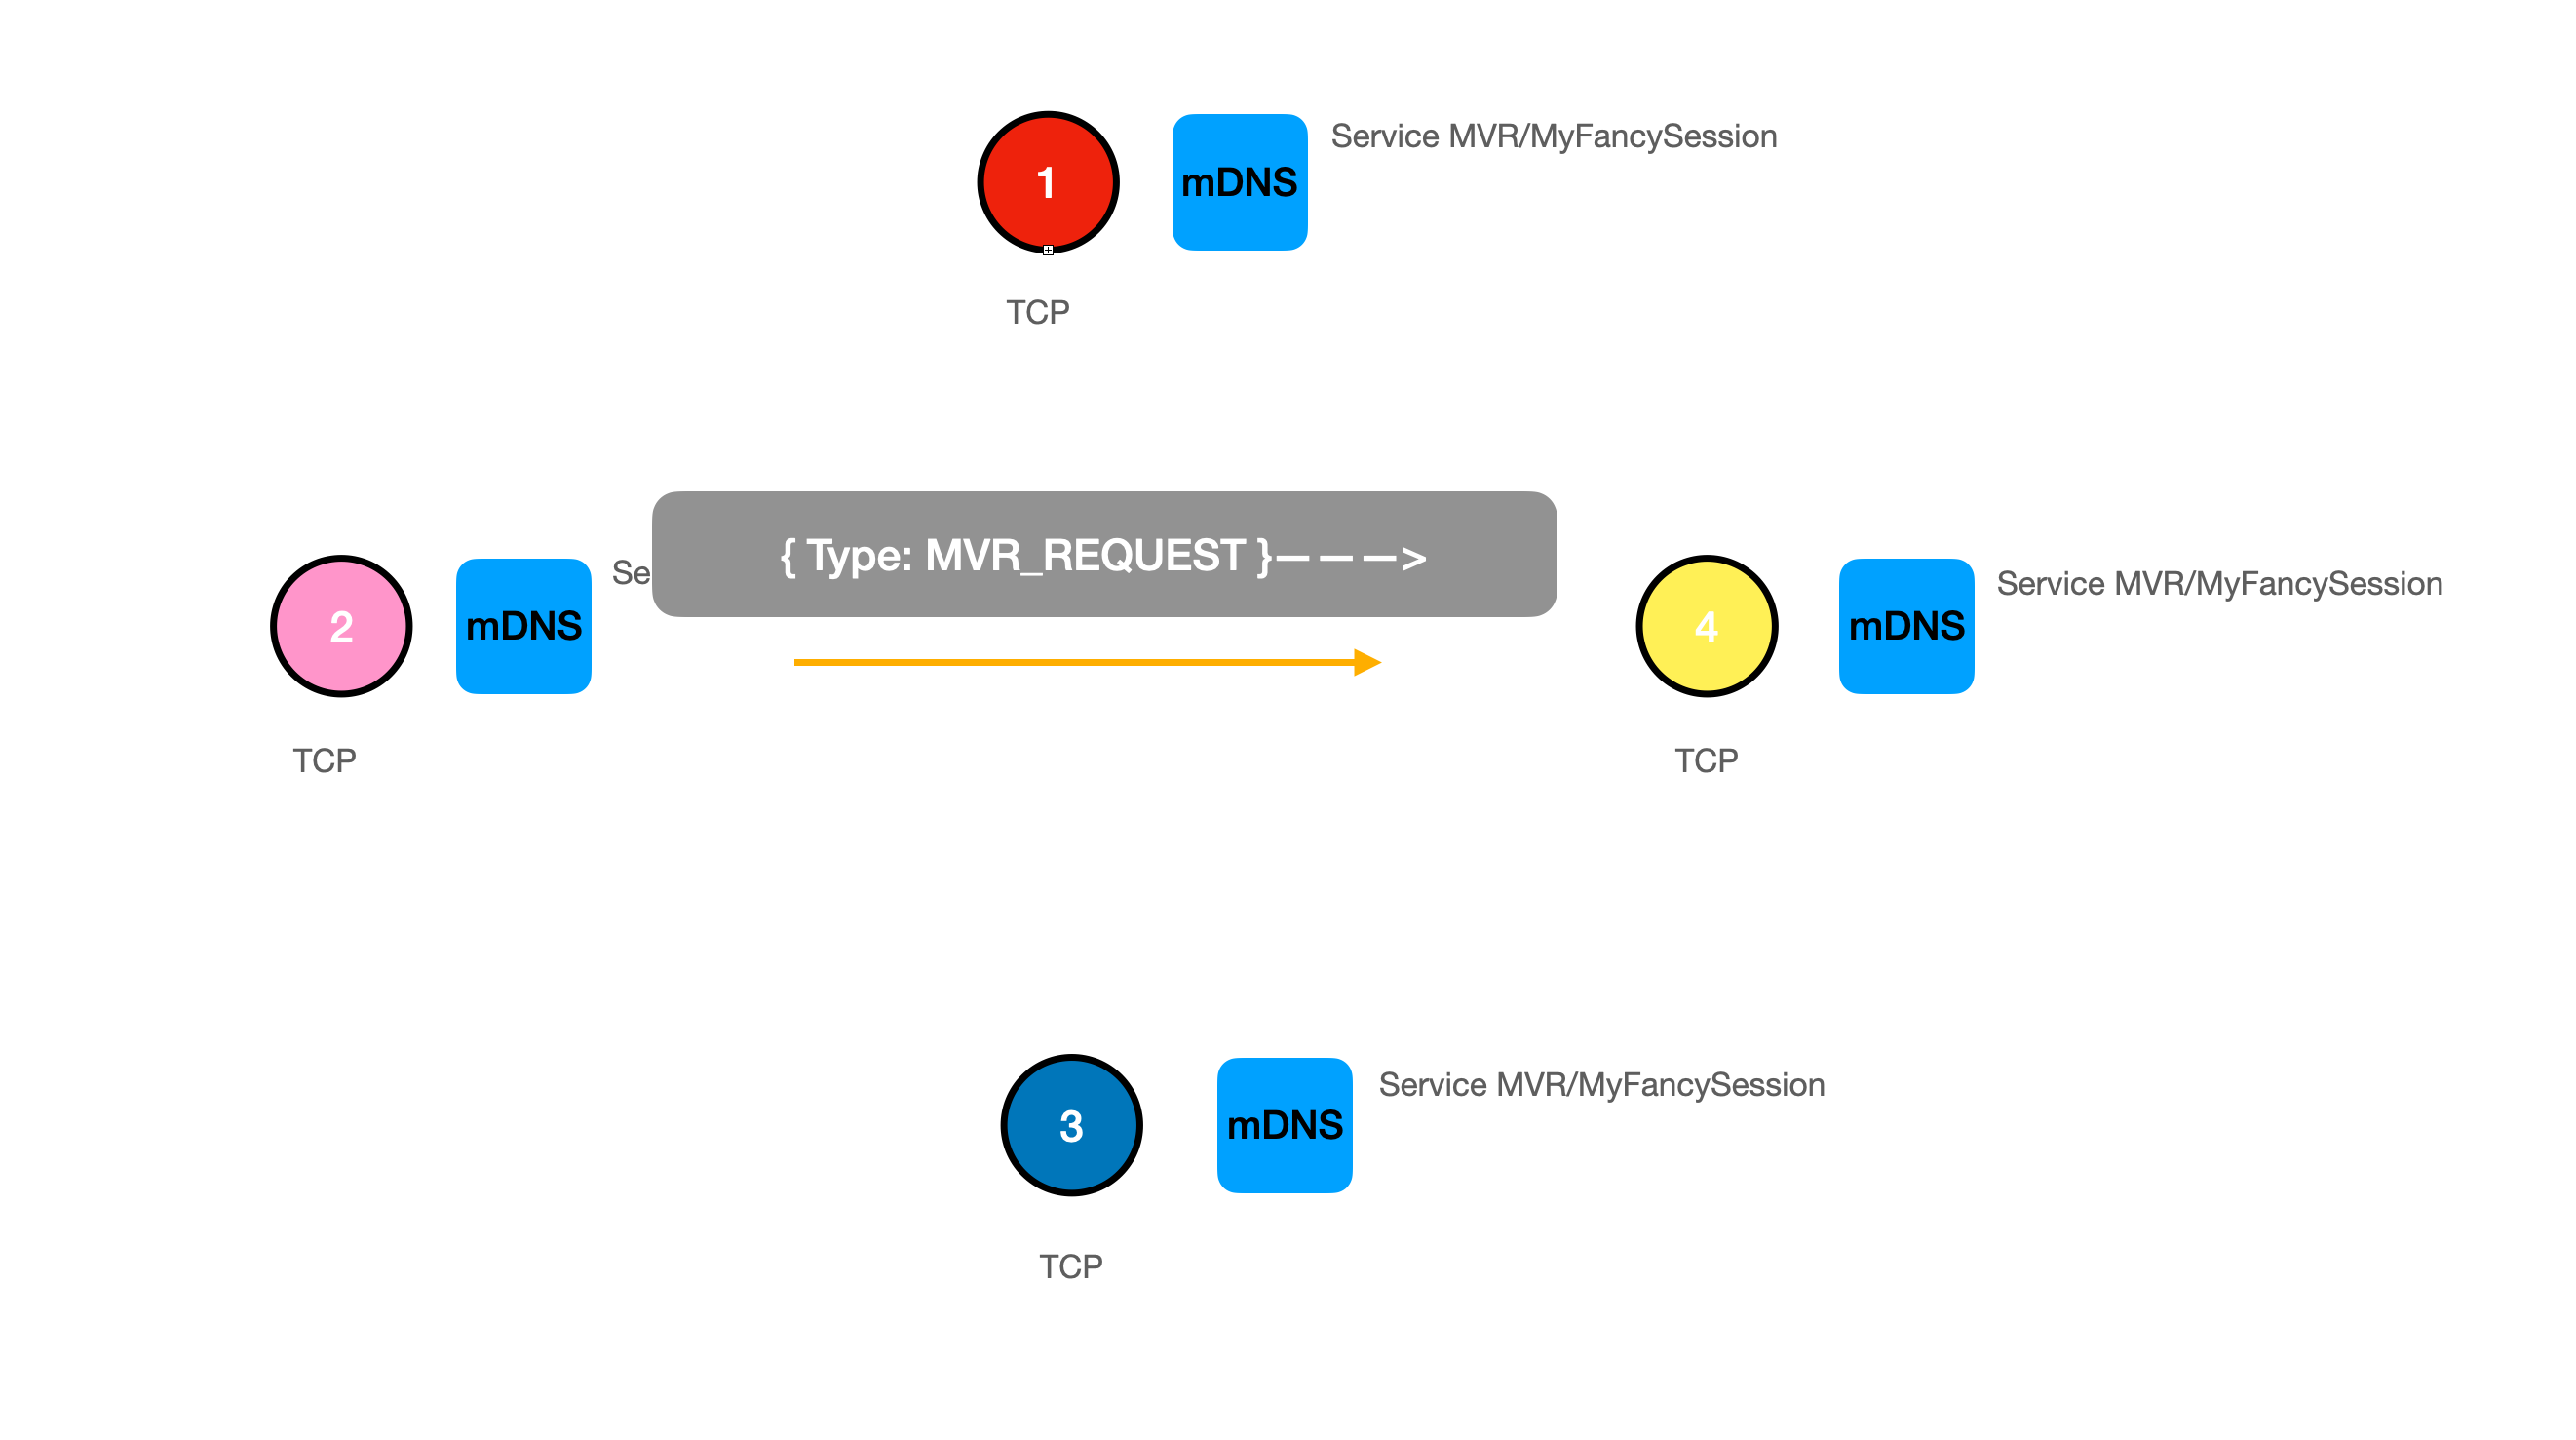 1
mDNS
Service MVR/MyFancySession
TCP
{ Type: MVR_REQUEST }— — —>
2
mDNS
TCP
4
mDNS
Service MVR/MyFancySession
TCP
3
mDNS
Service MVR/MyFancySession
TCP